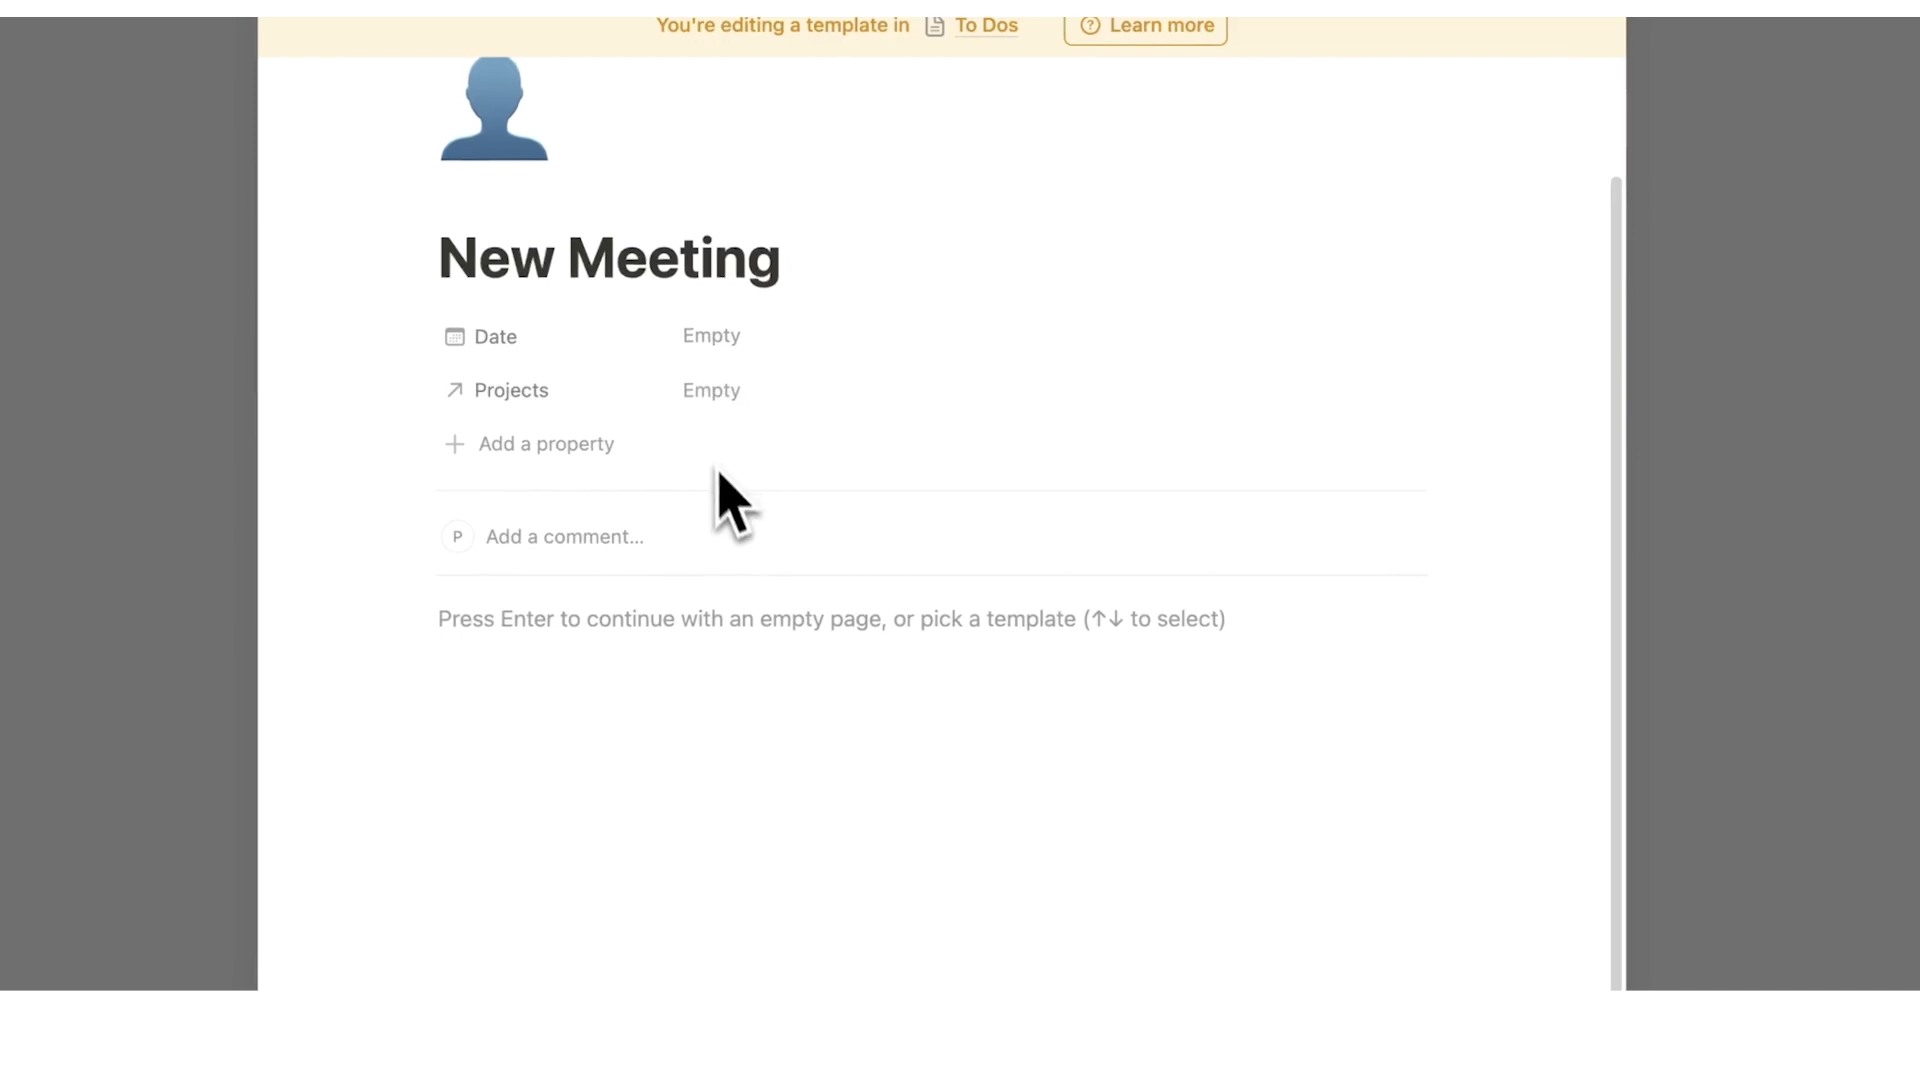 You're editing a template in To Dos Learn more
New Meeting
Date Empty
Projects Empty
Add a property
P Add a comment...
Press Enter to continue with an empty page, or pick a template (↑↓ to select)